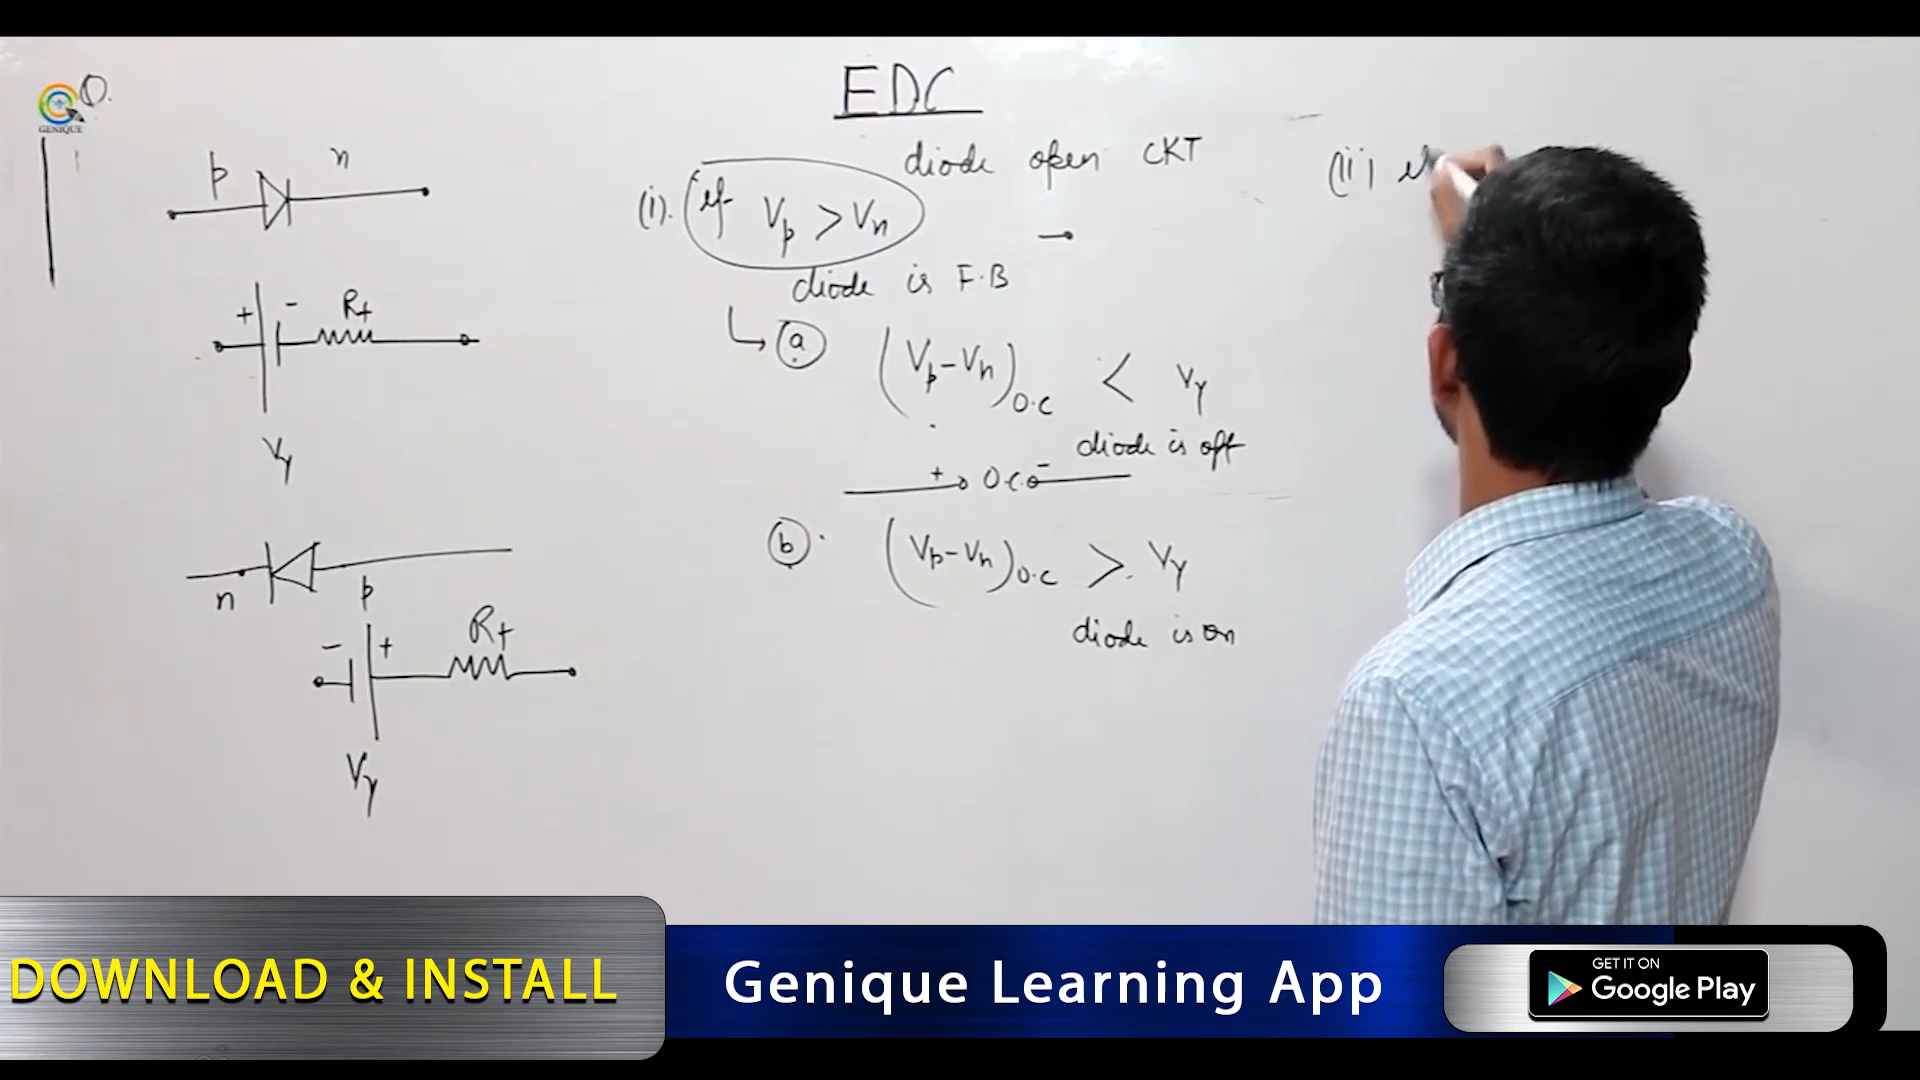 GENIQUE
EDC
p n
+ - Rf
Vγ
n p
- + Rf
Vγ
diode open CKT
(i). if Vp > Vn
diode is F.B
(a) (Vp-Vn)O.C < Vγ
diode is off
+ O.C. -
(b). (Vp-Vn)O.C > Vγ
diode is on
(ii)
DOWNLOAD & INSTALL
Genique Learning App
GET IT ON
Google Play